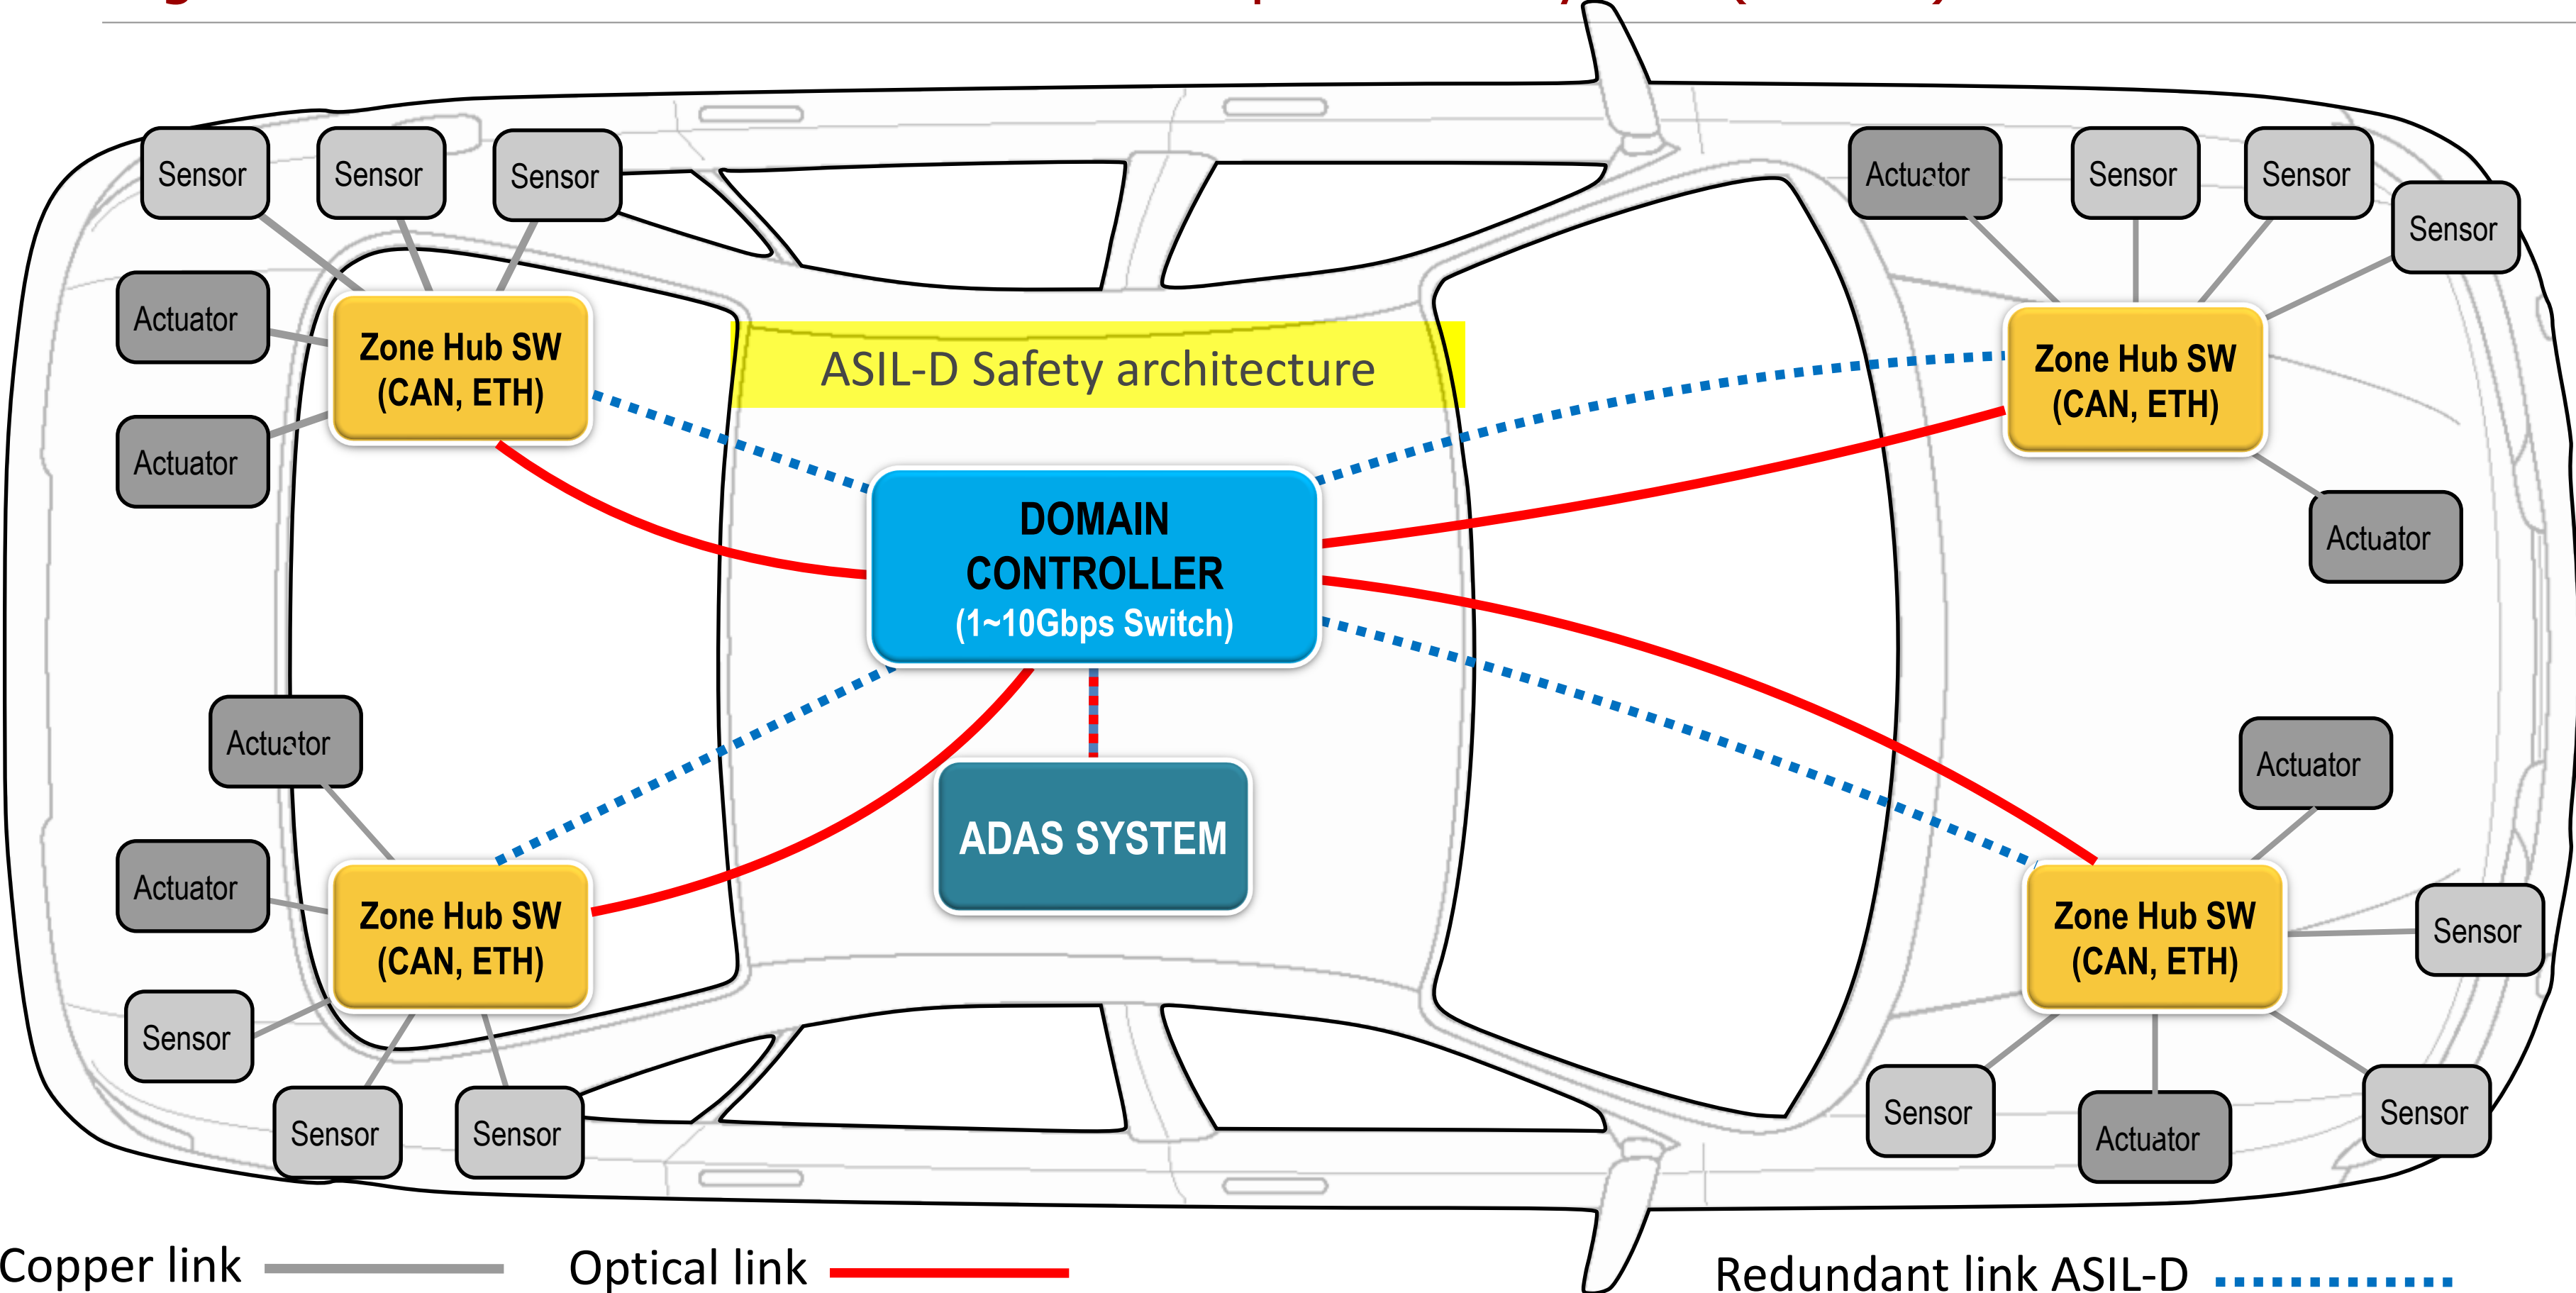 Sensor
Sensor
Sensor
Actuator
Sensor
Sensor
Sensor
Actuator
Actuator
Zone Hub SW
(CAN, ETH)
ASIL-D Safety architecture
Zone Hub SW
(CAN, ETH)
Actuator
DOMAIN
CONTROLLER
(1~10Gbps Switch)
Actuator
Actuator
Actuator
ADAS SYSTEM
Actuator
Zone Hub SW
(CAN, ETH)
Zone Hub SW
(CAN, ETH)
Sensor
Sensor
Sensor
Sensor
Sensor
Actuator
Sensor
Copper link
Optical link
Redundant link ASIL-D